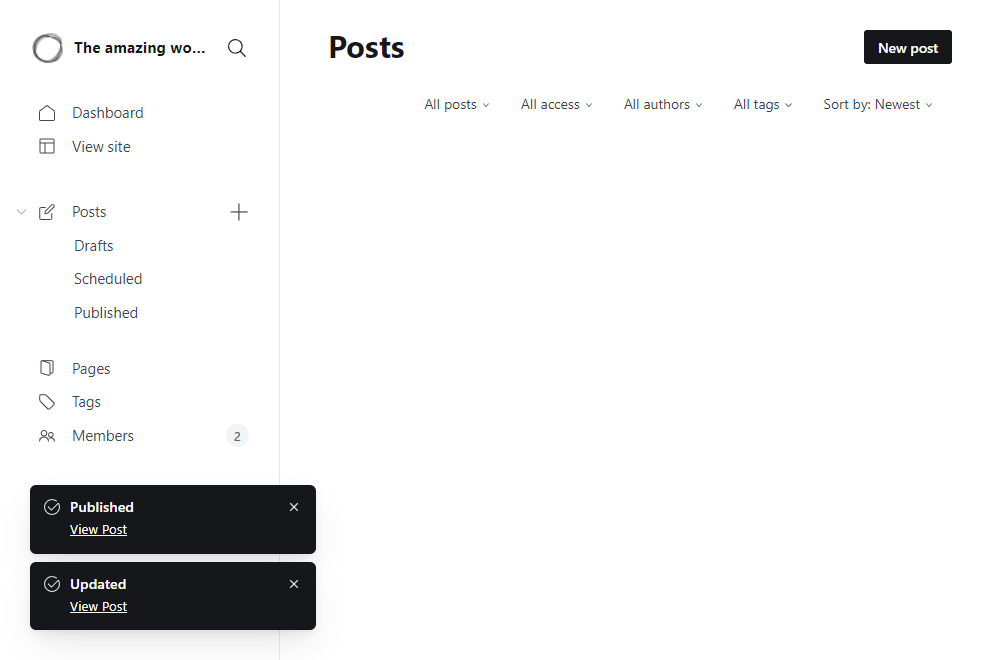 The amazing wo...
Dashboard
View site
Posts
Drafts
Scheduled
Published
Pages
Tags
Members 2
Published
View Post
Updated
View Post
Posts
New post
All posts All access All authors All tags Sort by: Newest